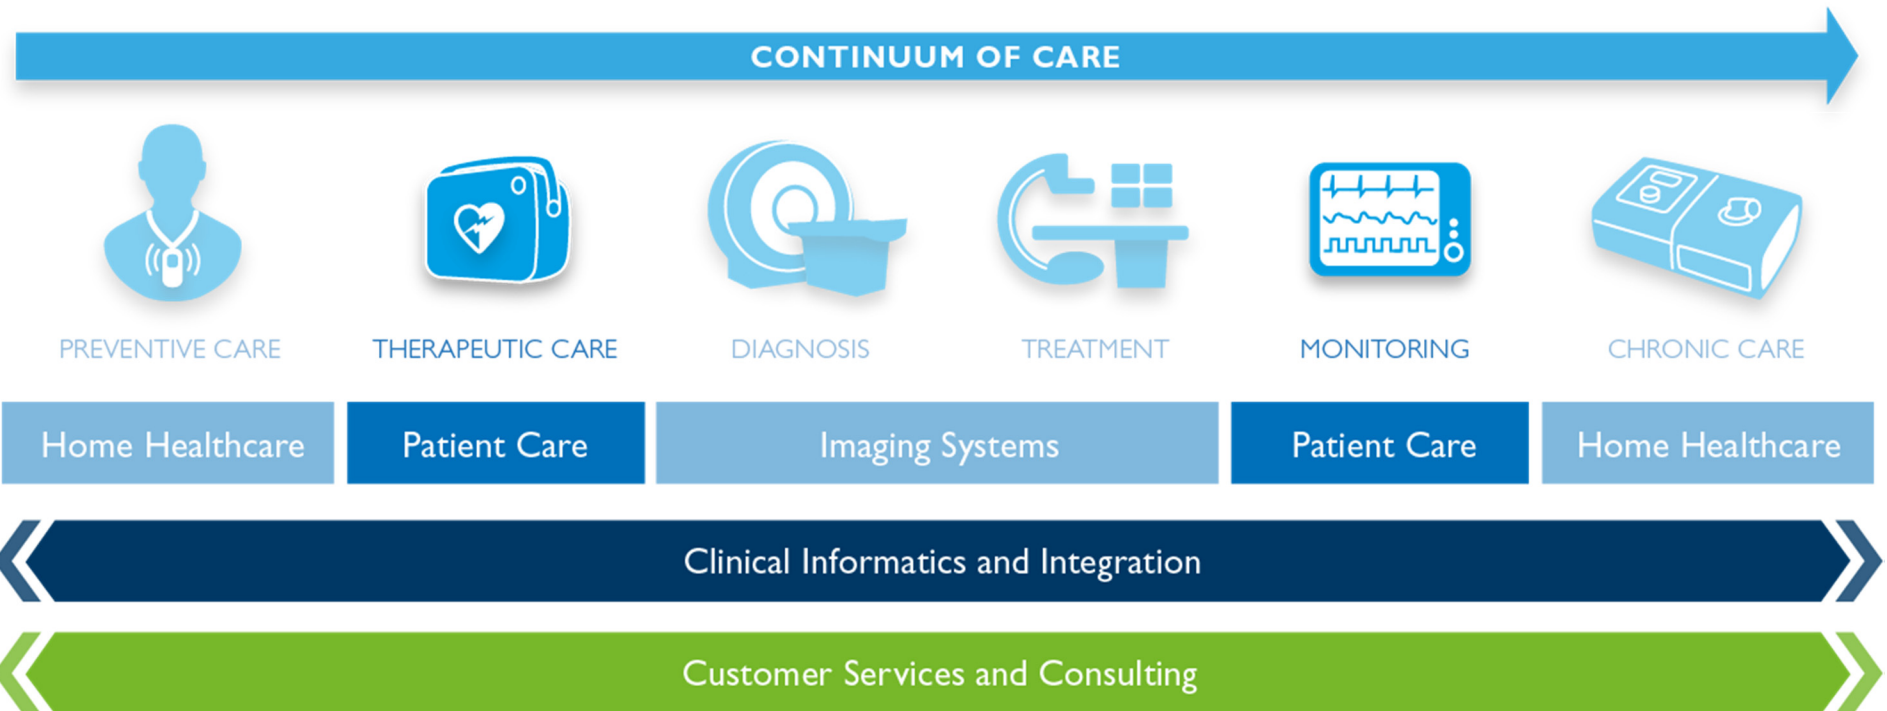 CONTINUUM OF CARE
PREVENTIVE CARE
THERAPEUTIC CARE
DIAGNOSIS
TREATMENT
MONITORING
CHRONIC CARE
Home Healthcare
Patient Care
Imaging Systems
Patient Care
Home Healthcare
Clinical Informatics and Integration
Customer Services and Consulting